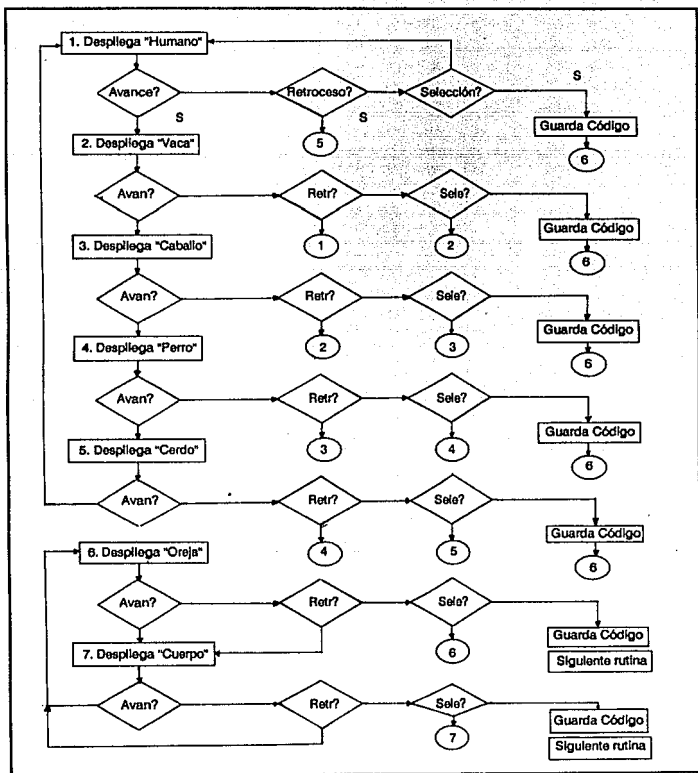 1. Despliega "Humano"
Avance?
Retroceso?
Selección?
S
S
S
Guarda Código
2. Despliega "Vaca"
5
6
Avan?
Retr?
Sele?
Guarda Código
3. Despliega "Caballo"
1
2
6
Avan?
Retr?
Sele?
Guarda Código
4. Despliega "Perro"
2
3
6
Avan?
Retr?
Sele?
Guarda Código
5. Despliega "Cerdo"
3
4
6
Avan?
Retr?
Sele?
Guarda Código
4
5
6
6. Despliega "Oreja"
Avan?
Retr?
Sele?
Guarda Código
7. Despliega "Cuerpo"
6
Siguiente rutina
Avan?
Retr?
Sele?
Guarda Código
7
Siguiente rutina